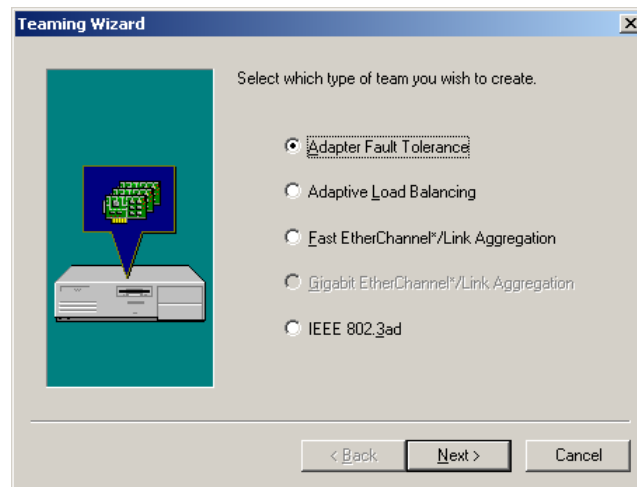 Teaming Wizard
Select which type of team you wish to create.
Adapter Fault Tolerance
Adaptive Load Balancing
Fast EtherChannel*/Link Aggregation
Gigabit EtherChannel*/Link Aggregation
IEEE 802.3ad
< Back
Next >
Cancel